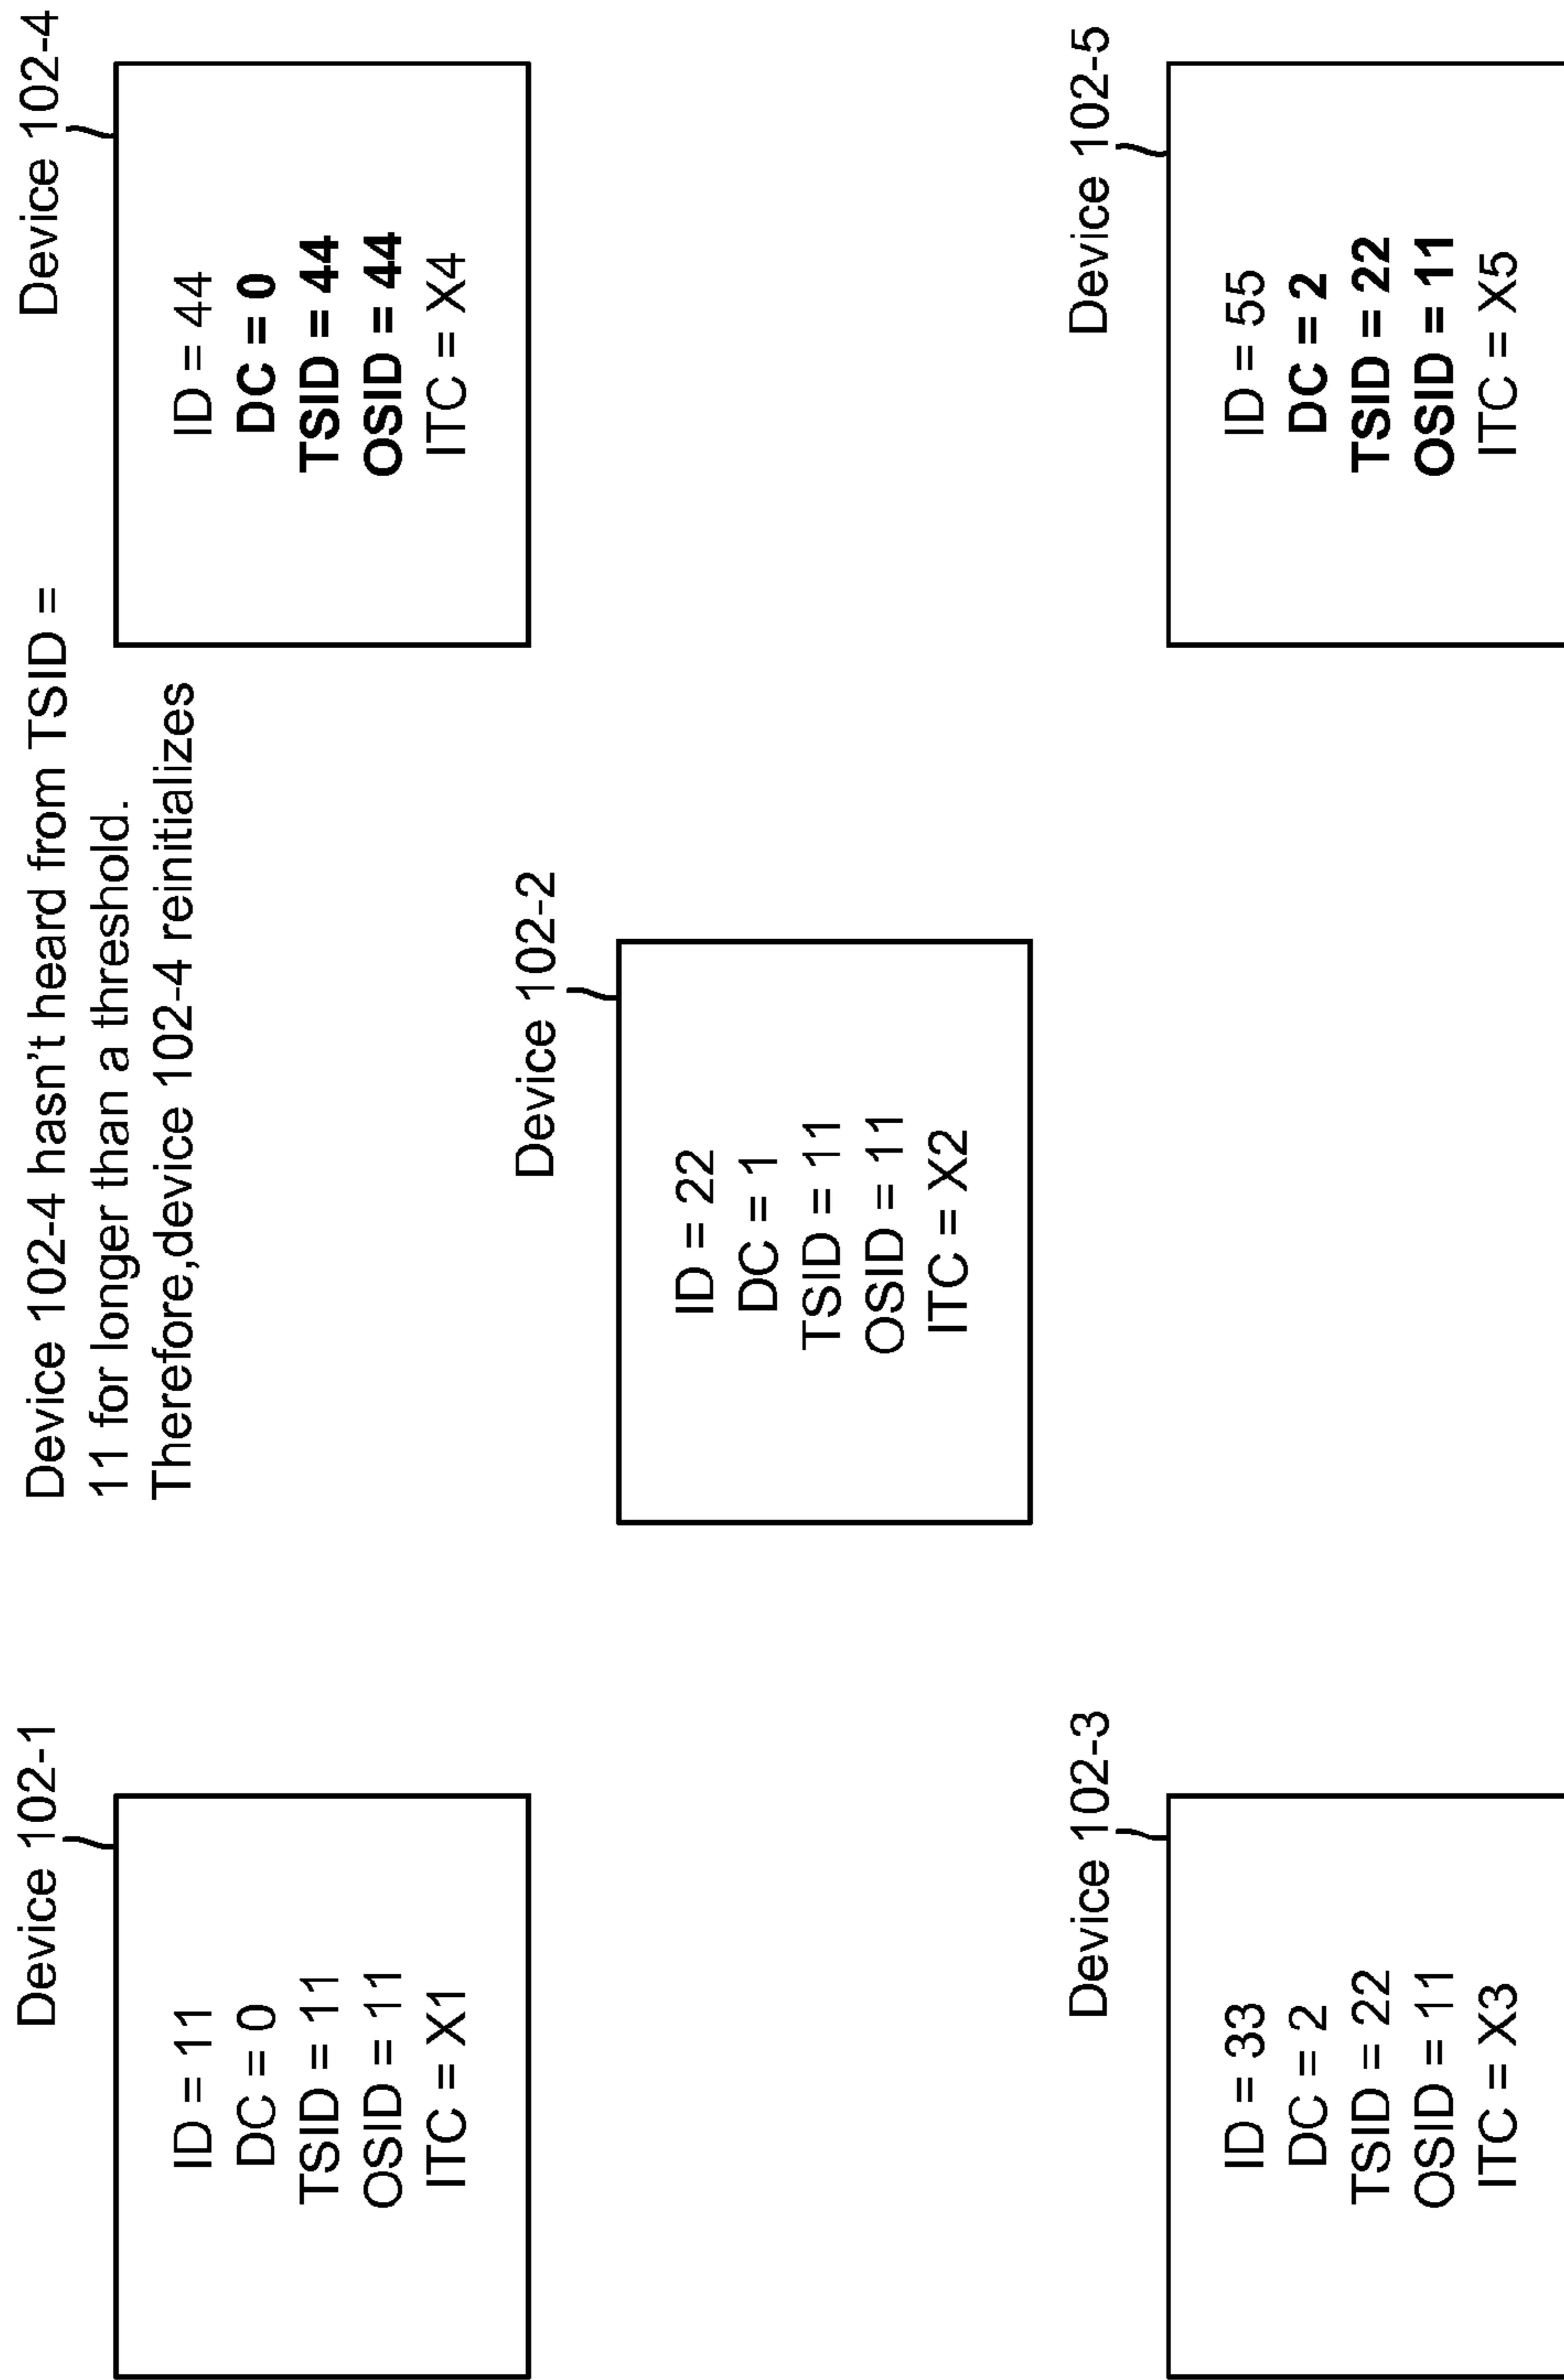 Device 102-1
ID = 11
DC = 0
TSID = 11
OSID = 11
ITC = X1
Device 102-4 hasn't heard from TSID =
11 for longer than a threshold.
Therefore,device 102-4 reinitializes
Device 102-4
ID = 44
DC = 0
TSID = 44
OSID = 44
ITC = X4
Device 102-2
ID = 22
DC = 1
TSID = 11
OSID = 11
ITC = X2
Device 102-3
ID = 33
DC = 2
TSID = 22
OSID = 11
ITC = X3
Device 102-5
ID = 55
DC = 2
TSID = 22
OSID = 11
ITC = X5